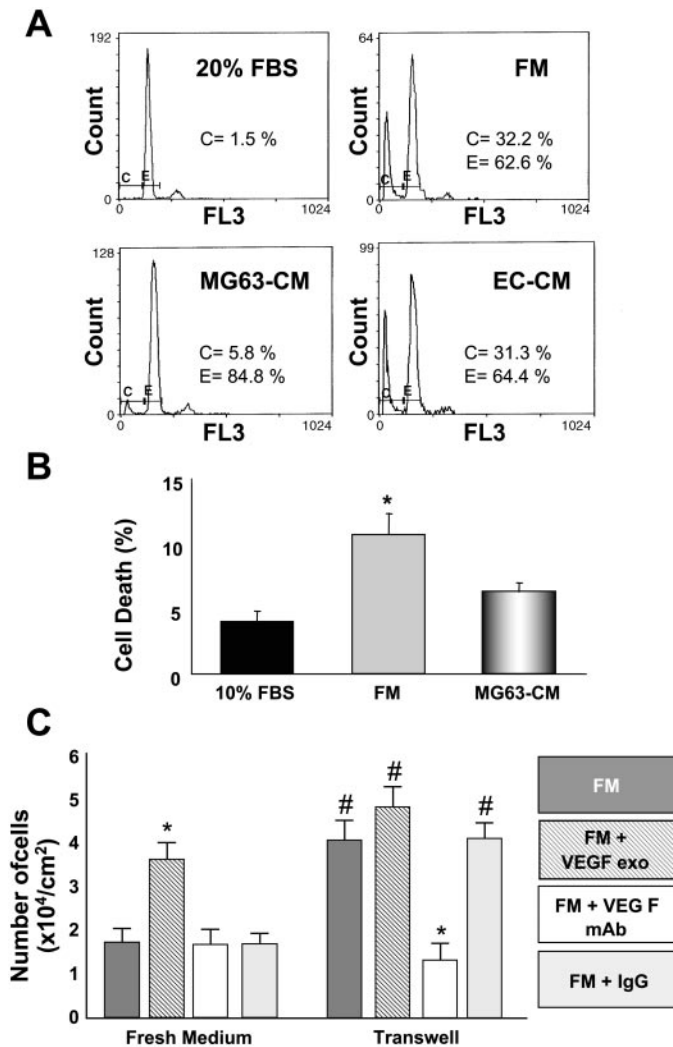 A
192
20% FBS
C= 1.5 %
Count
C
E
0
0
1024
FL3
64
FM
C= 32.2 %
E= 62.6 %
Count
C
E
0
0
1024
FL3
128
MG63-CM
C= 5.8 %
E= 84.8 %
Count
C
E
0
0
1024
FL3
99
EC-CM
C= 31.3 %
E= 64.4 %
Count
C
E
0
0
1024
FL3
B
Cell Death (%)
15
10
5
0
*
10% FBS
FM
MG63-CM
C
Number ofcells
(x10⁴/cm²)
6
5
4
3
2
1
0
*
#
#
*
#
Fresh Medium
Transwell
FM
FM +
VEGF exo
FM + VEG F
mAb
FM + IgG